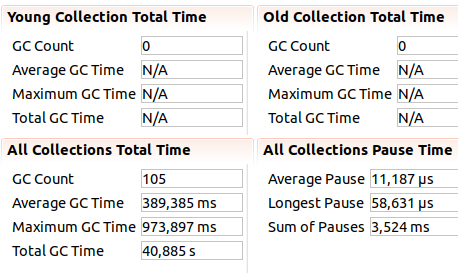 Young Collection Total Time
GC Count 0
Average GC Time N/A
Maximum GC Time N/A
Total GC Time N/A
Old Collection Total Time
GC Count 0
Average GC Time N/A
Maximum GC Time N/A
Total GC Time N/A
All Collections Total Time
GC Count 105
Average GC Time 389,385 ms
Maximum GC Time 973,897 ms
Total GC Time 40,885 s
All Collections Pause Time
Average Pause 11,187 µs
Longest Pause 58,631 µs
Sum of Pauses 3,524 ms